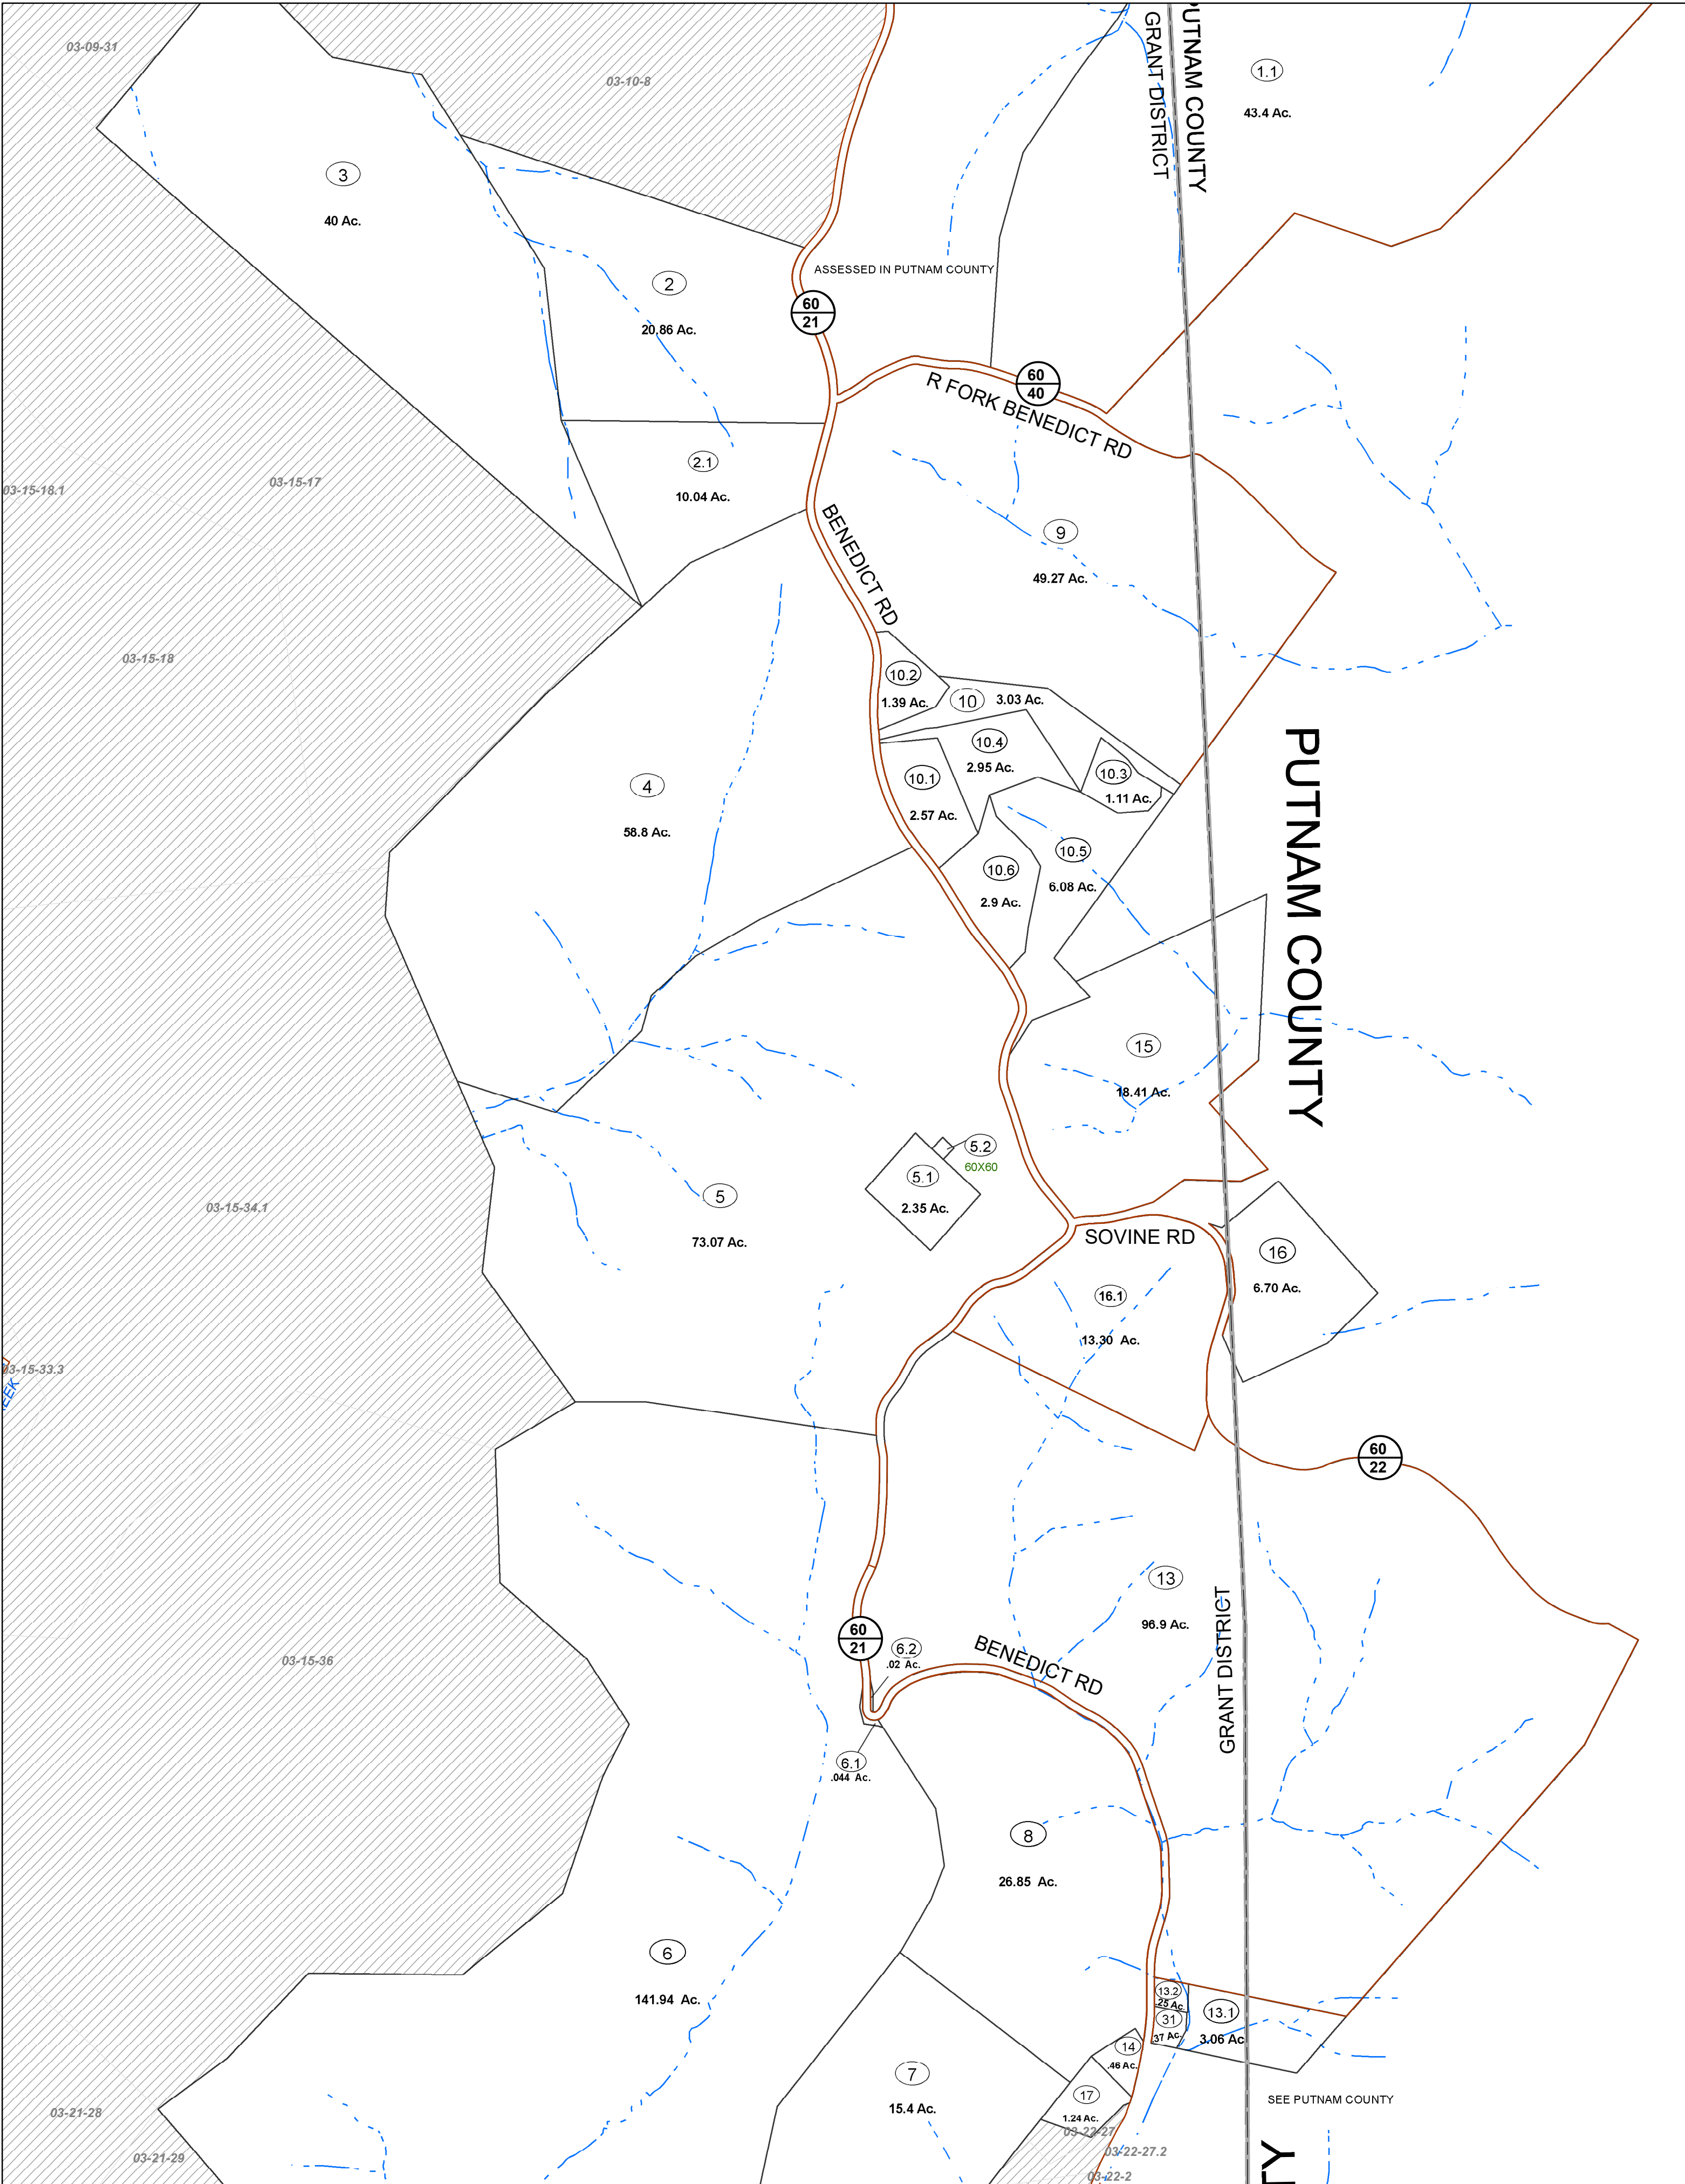 03-09-31
03-10-8
PUTNAM COUNTY
GRANT DISTRICT
1.1
43.4 Ac.
3
40 Ac.
ASSESSED IN PUTNAM COUNTY
2
20.86 Ac.
60
21
60
40
R FORK BENEDICT RD
2.1
10.04 Ac.
03-15-18.1
03-15-17
BENEDICT RD
9
49.27 Ac.
03-15-18
10.2
1.39 Ac.
10
3.03 Ac.
10.4
2.95 Ac.
10.3
1.11 Ac.
10.1
2.57 Ac.
4
58.8 Ac.
10.5
6.08 Ac.
10.6
2.9 Ac.
PUTNAM COUNTY
15
18.41 Ac.
5.2
60X60
5.1
2.35 Ac.
5
73.07 Ac.
03-15-34.1
SOVINE RD
16
6.70 Ac.
16.1
13.30 Ac.
03-15-33.3
EEK
60
22
13
96.9 Ac.
GRANT DISTRICT
60
21
6.2
.02 Ac.
BENEDICT RD
03-15-36
6.1
.044 Ac.
8
26.85 Ac.
6
141.94 Ac.
13.2
.25 Ac.
31
.37 Ac.
13.1
3.06 Ac.
14
.46 Ac.
7
15.4 Ac.
17
1.24 Ac.
SEE PUTNAM COUNTY
03-21-28
03-22-27
03-22-27.2
03-21-29
03-22-2
TY